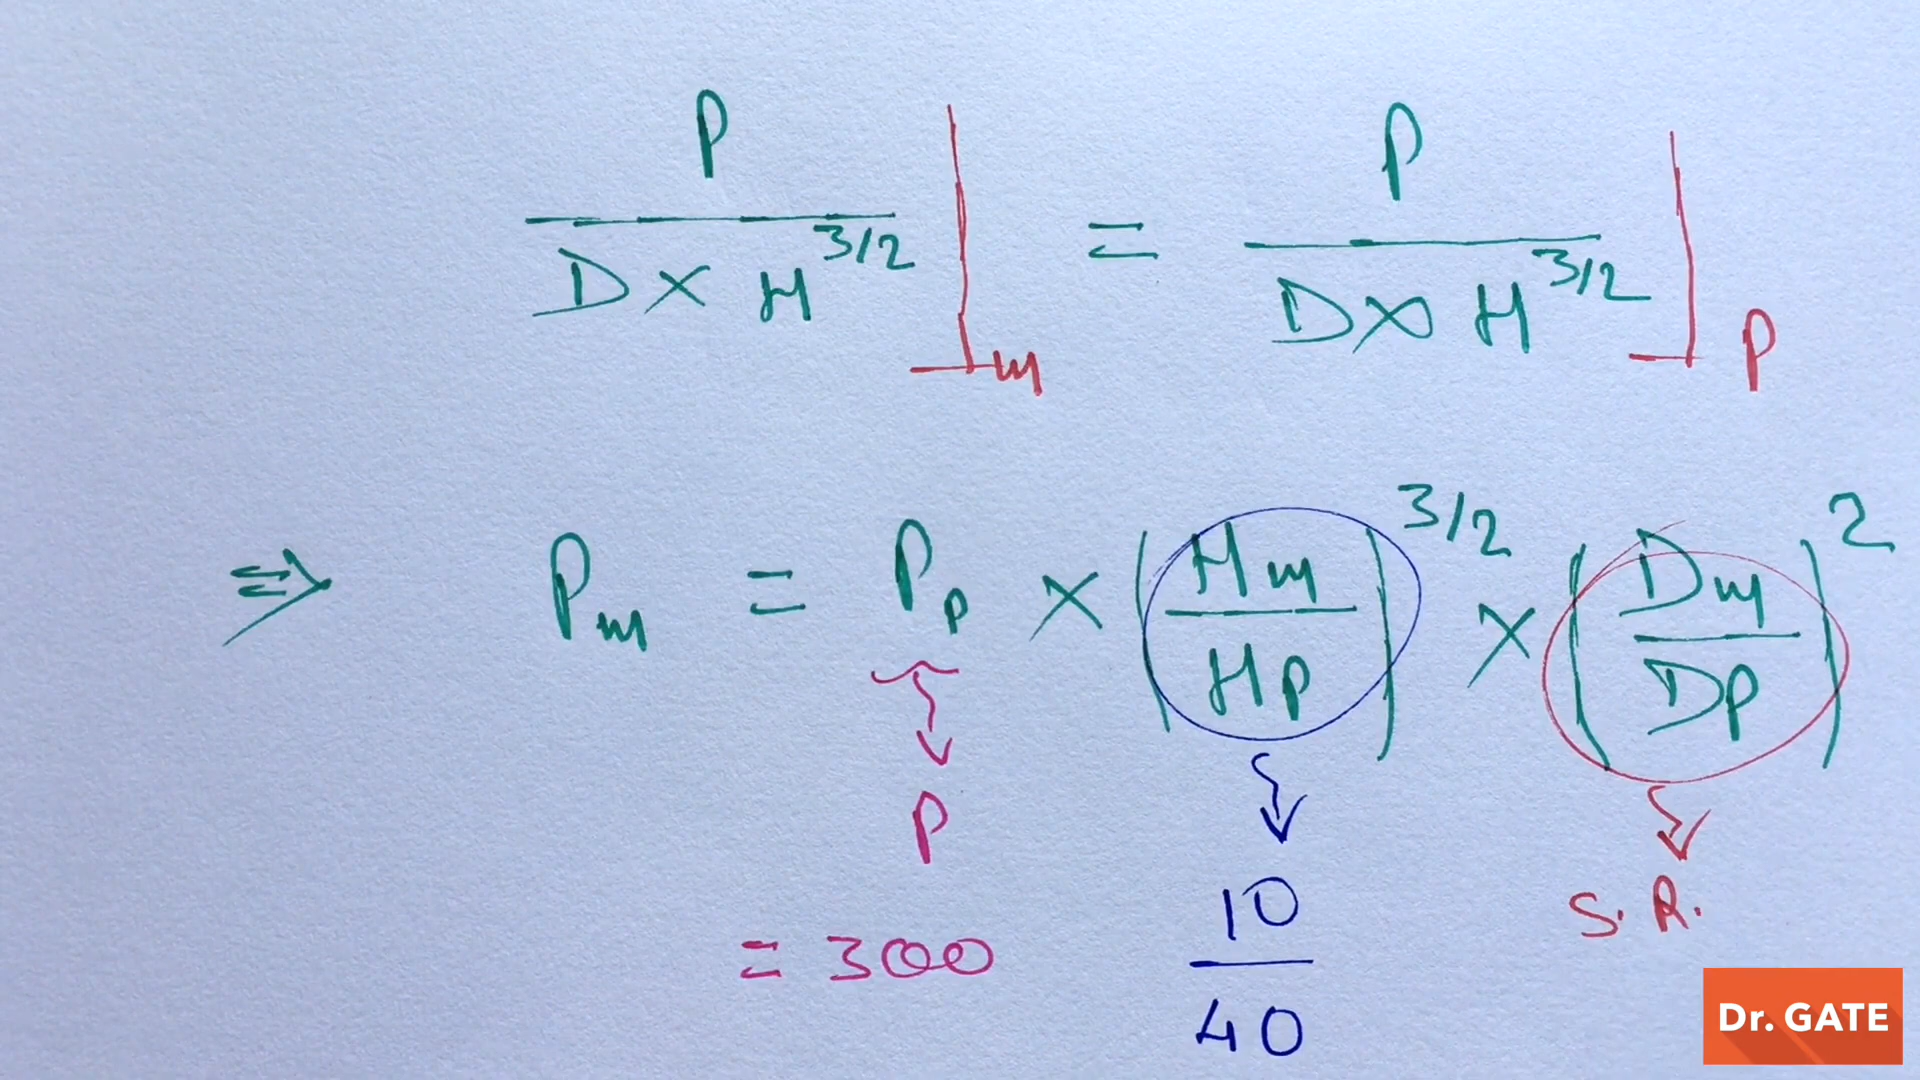 P / D × H^3/2 |m = P / D × H^3/2 |p
⇒ Pm = Pp × (Hm / Hp)^3/2 × (Dm / Dp)^2
P
S. R.
= 300
10 / 40
Dr. GATE